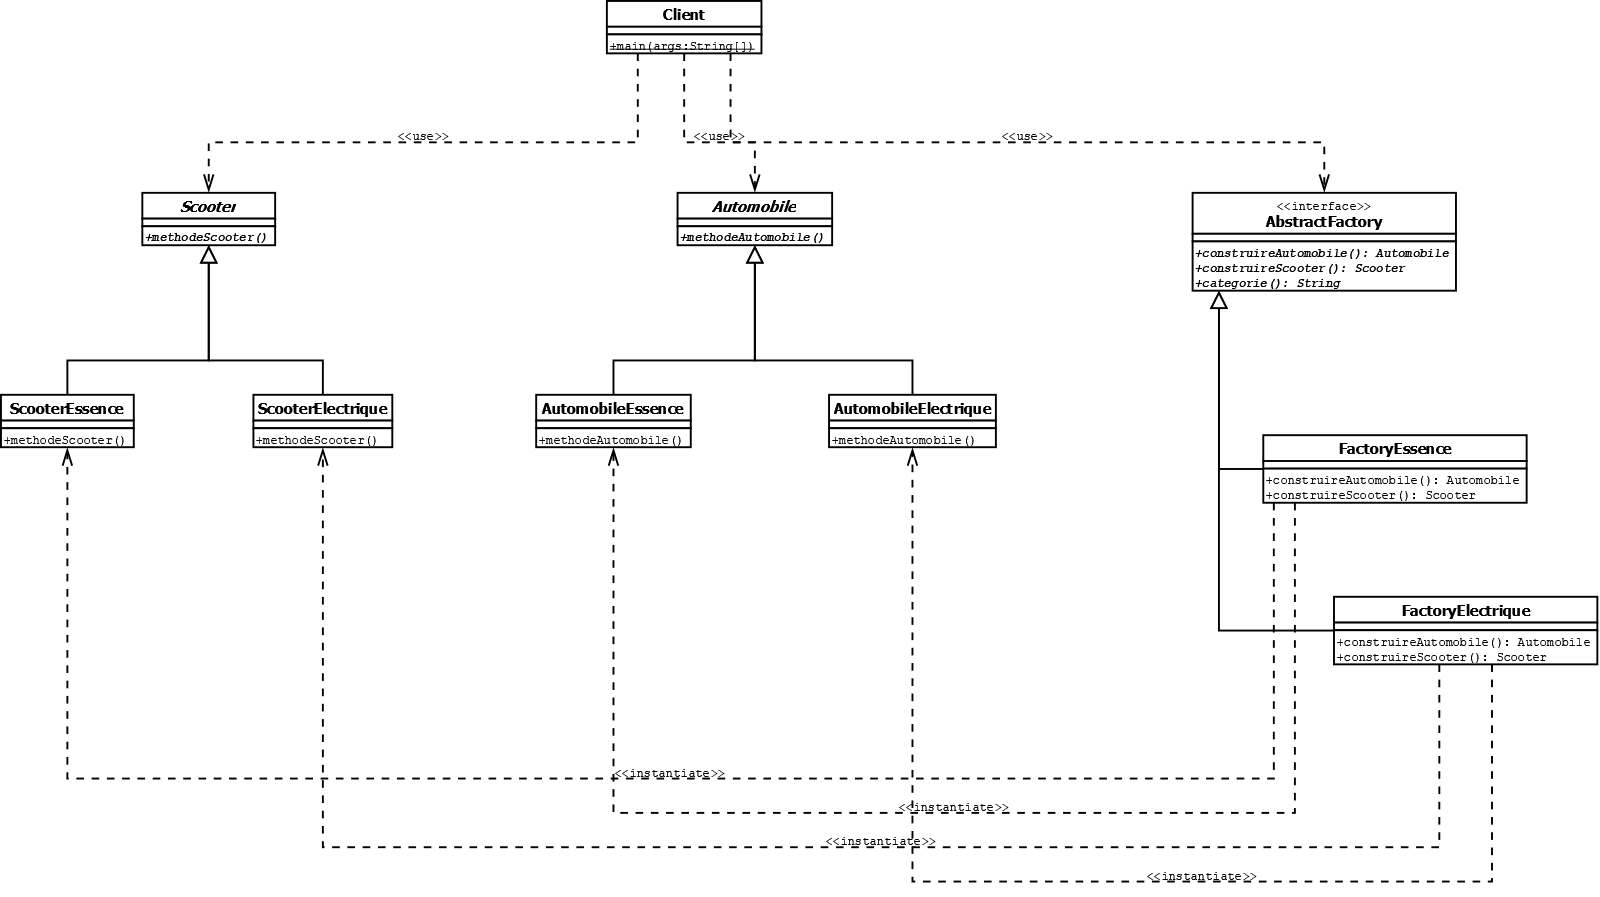 Client
+main(args:String[])
<<use>>
<<use>>
<<use>>
Scooter
+methodeScooter()
Automobile
+methodeAutomobile()
<<interface>>
AbstractFactory
+construireAutomobile(): Automobile
+construireScooter(): Scooter
+categorie(): String
ScooterEssence
+methodeScooter()
ScooterElectrique
+methodeScooter()
AutomobileEssence
+methodeAutomobile()
AutomobileElectrique
+methodeAutomobile()
FactoryEssence
+construireAutomobile(): Automobile
+construireScooter(): Scooter
FactoryElectrique
+construireAutomobile(): Automobile
+construireScooter(): Scooter
<<instantiate>>
<<instantiate>>
<<instantiate>>
<<instantiate>>